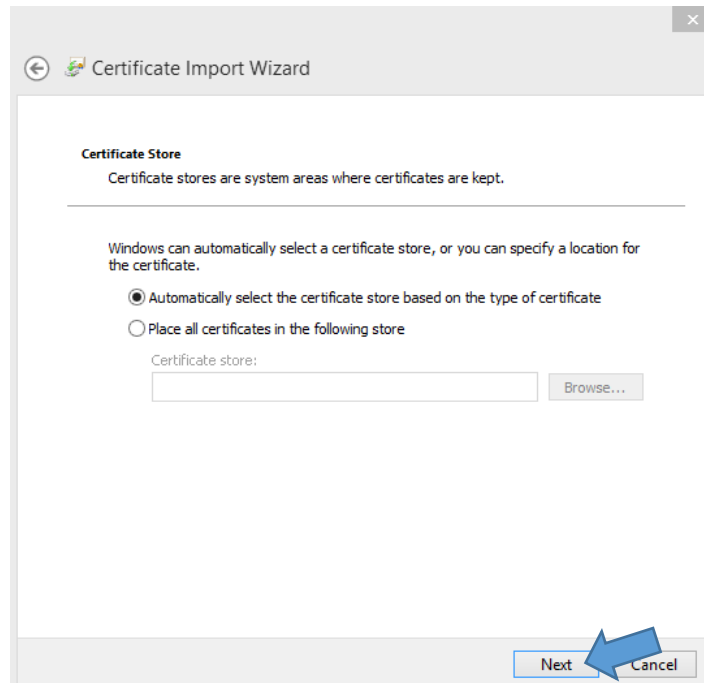 Certificate Import Wizard
Certificate Store
Certificate stores are system areas where certificates are kept.
Windows can automatically select a certificate store, or you can specify a location for
the certificate.
Automatically select the certificate store based on the type of certificate
Place all certificates in the following store
Certificate store:
Browse...
Next
Cancel